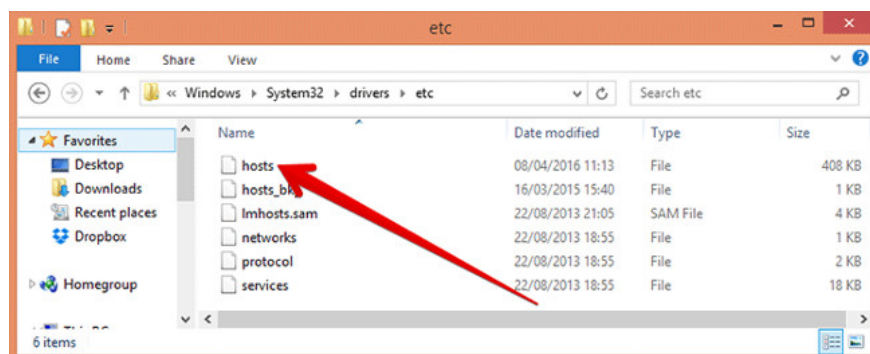 etc
File Home Share View
« Windows System32 drivers etc Search etc
Favorites
Desktop
Downloads
Recent places
Dropbox
Homegroup
Name Date modified Type Size
hosts 08/04/2016 11:13 File 408 KB
16/03/2015 15:40 File 1 KB
lmhosts.sam 22/08/2013 21:05 SAM File 4 KB
networks 22/08/2013 18:55 File 1 KB
protocol 22/08/2013 18:55 File 2 KB
services 22/08/2013 18:55 File 18 KB
6 items